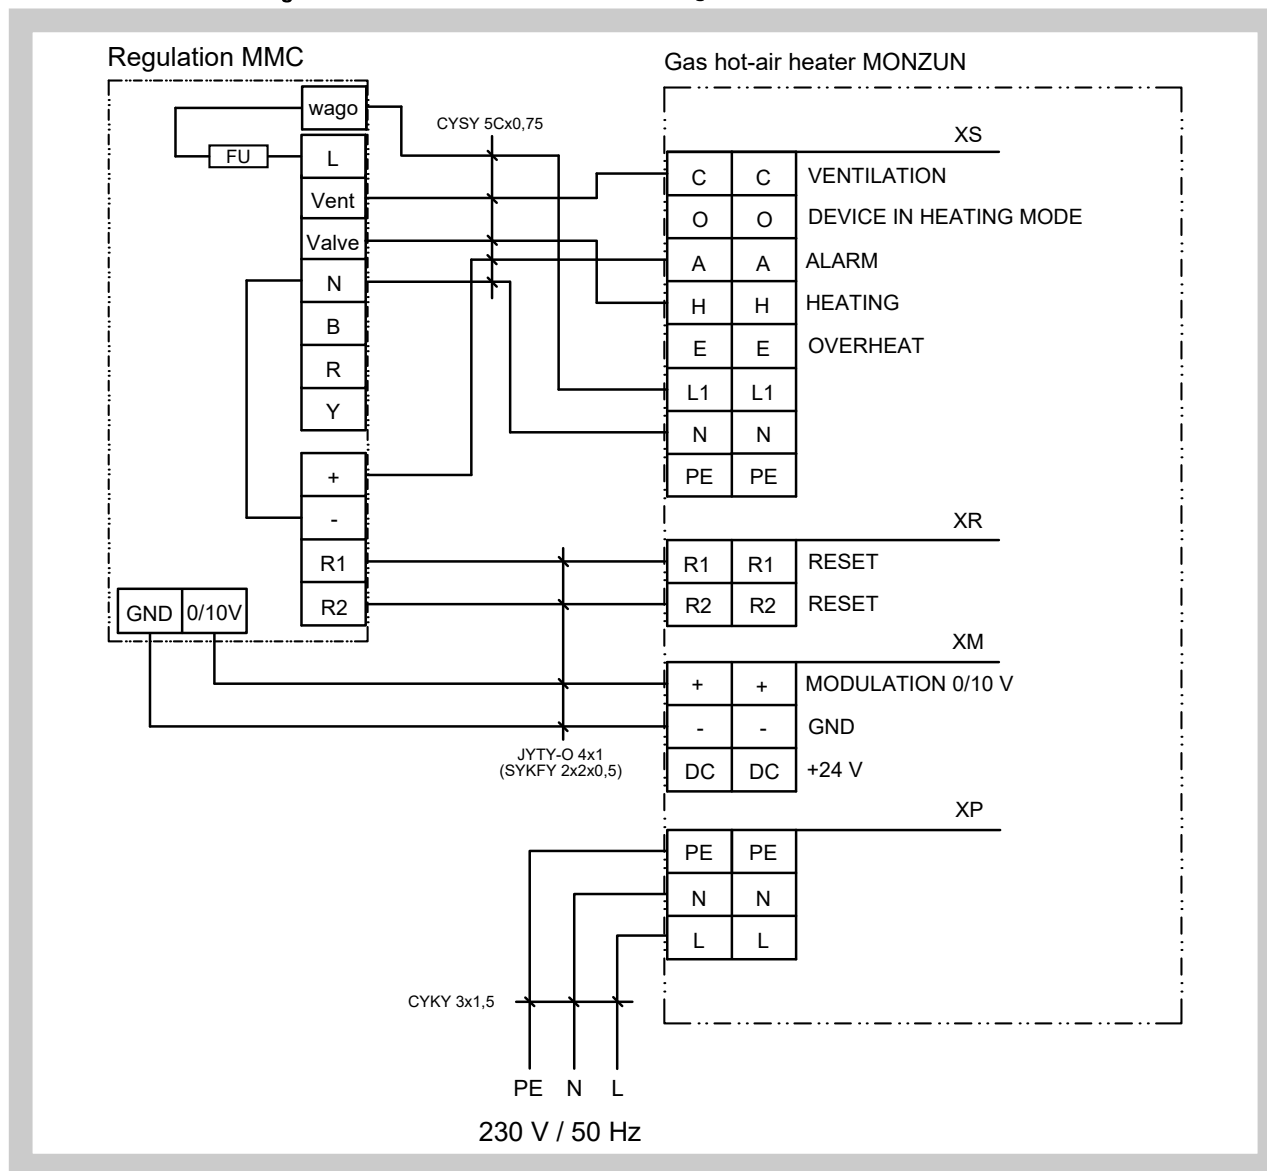 Regulation MMC
Gas hot-air heater MONZUN
wago
FU
L
Vent
Valve
N
B
R
Y
+
-
R1
R2
GND 0/10V
CYSY 5Cx0,75
XS
C C VENTILATION
O O DEVICE IN HEATING MODE
A A ALARM
H H HEATING
E E OVERHEAT
L1 L1
N N
PE PE
XR
R1 R1 RESET
R2 R2 RESET
XM
+ + MODULATION 0/10 V
- - GND
DC DC +24 V
JYTY-O 4x1
(SYKFY 2x2x0,5)
XP
PE PE
N N
L L
CYKY 3x1,5
PE N L
230 V / 50 Hz